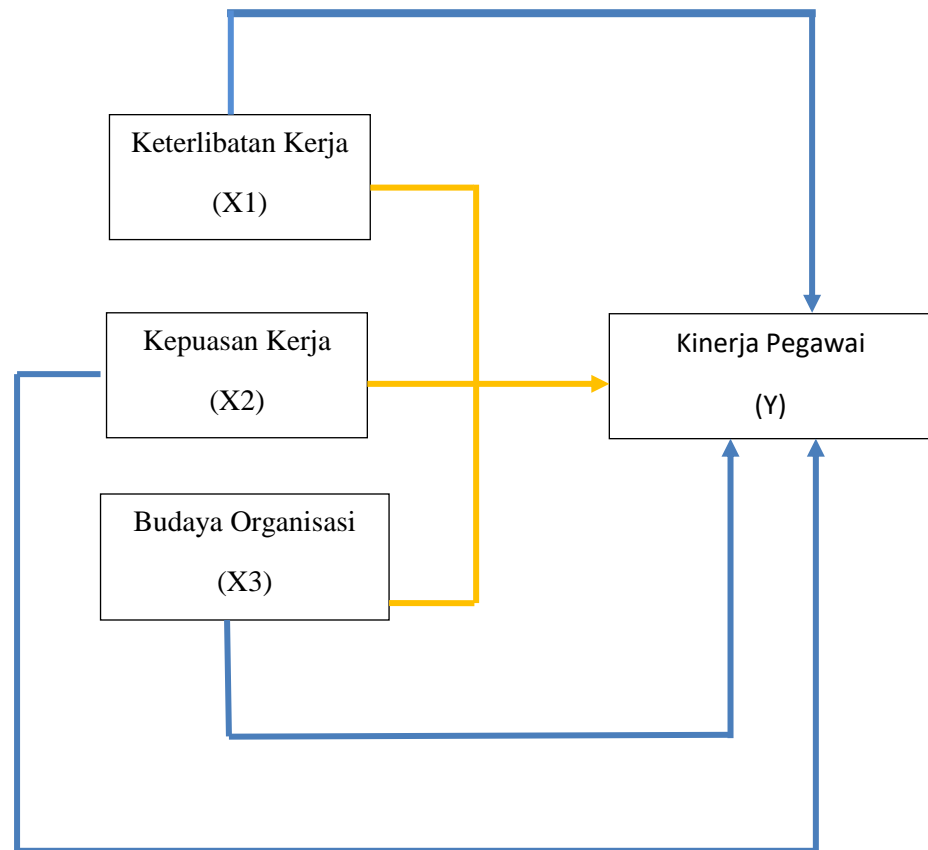 Keterlibatan Kerja
(X1)
Kepuasan Kerja
(X2)
Kinerja Pegawai
(Y)
Budaya Organisasi
(X3)